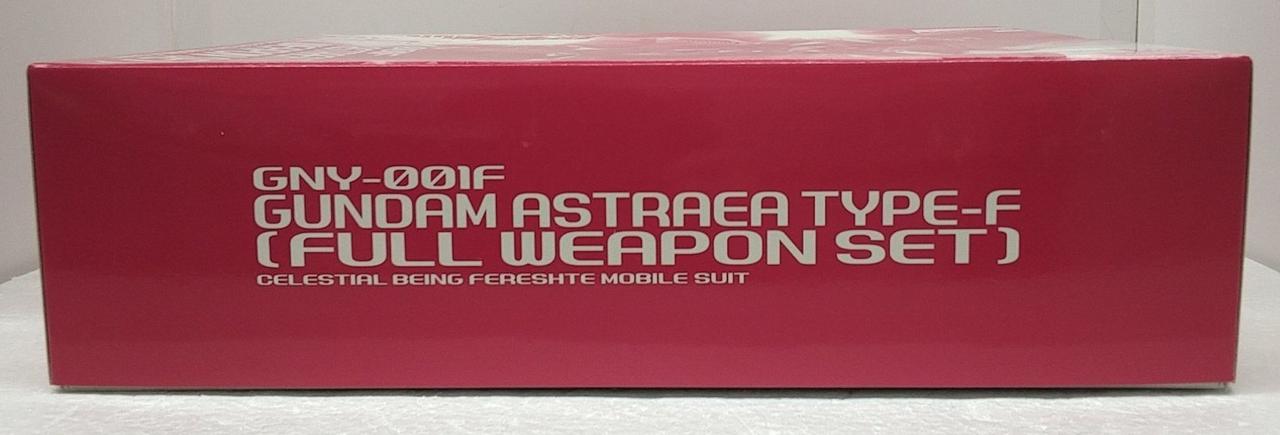 GNY-001F
GUNDAM ASTRAEA TYPE-F
(FULL WEAPON SET)
CELESTIAL BEING FERESHTE MOBILE SUIT